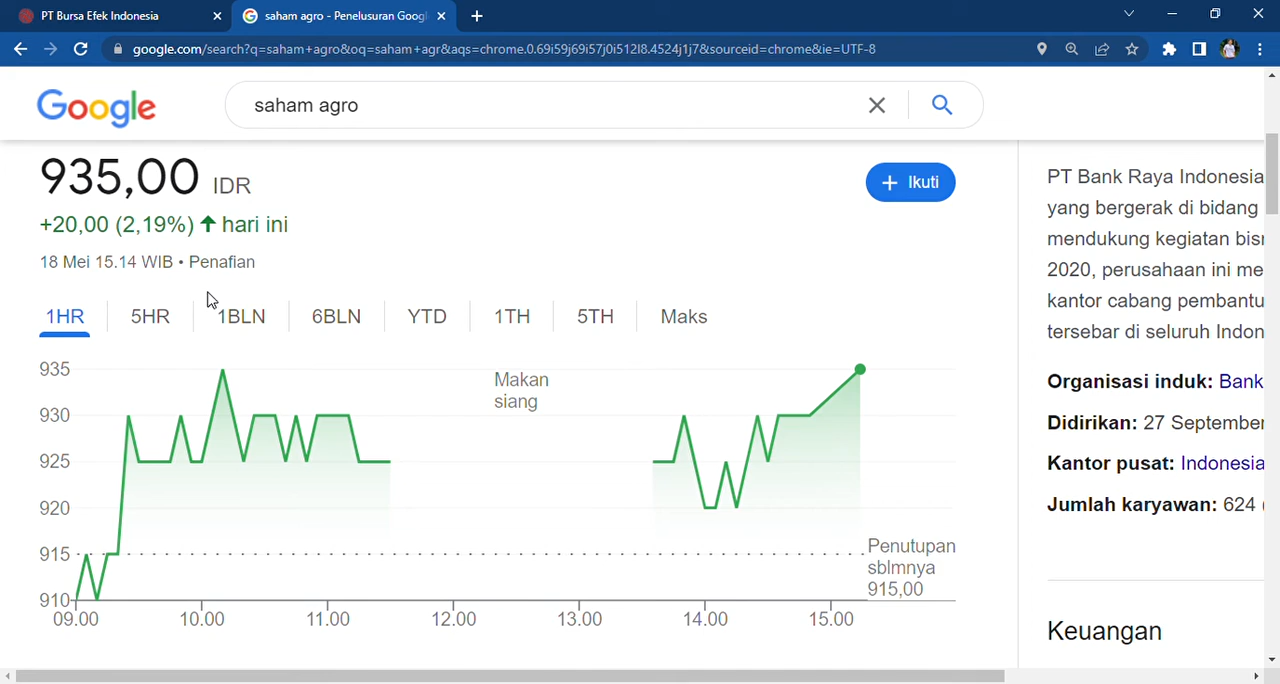 PT Bursa Efek Indonesia
saham agro - Penelusuran Googl
google.com/search?q=saham+agro&oq=saham+agr&aqs=chrome.0.69i59j69i57j0i512l8.4524j1j7&sourceid=chrome&ie=UTF-8
Google
saham agro
935,00 IDR
+20,00 (2,19%) ↑ hari ini
18 Mei 15.14 WIB • Penafian
+ Ikuti
1HR
5HR
1BLN
6BLN
YTD
1TH
5TH
Maks
935
930
925
920
915
910
Makan
siang
Penutupan
sblmnya
915,00
09.00
10.00
11.00
12.00
13.00
14.00
15.00
PT Bank Raya Indonesia
yang bergerak di bidang
mendukung kegiatan bisn
2020, perusahaan ini me
kantor cabang pembantu
tersebar di seluruh Indon
Organisasi induk: Bank
Didirikan: 27 September
Kantor pusat: Indonesia
Jumlah karyawan: 624 (
Keuangan